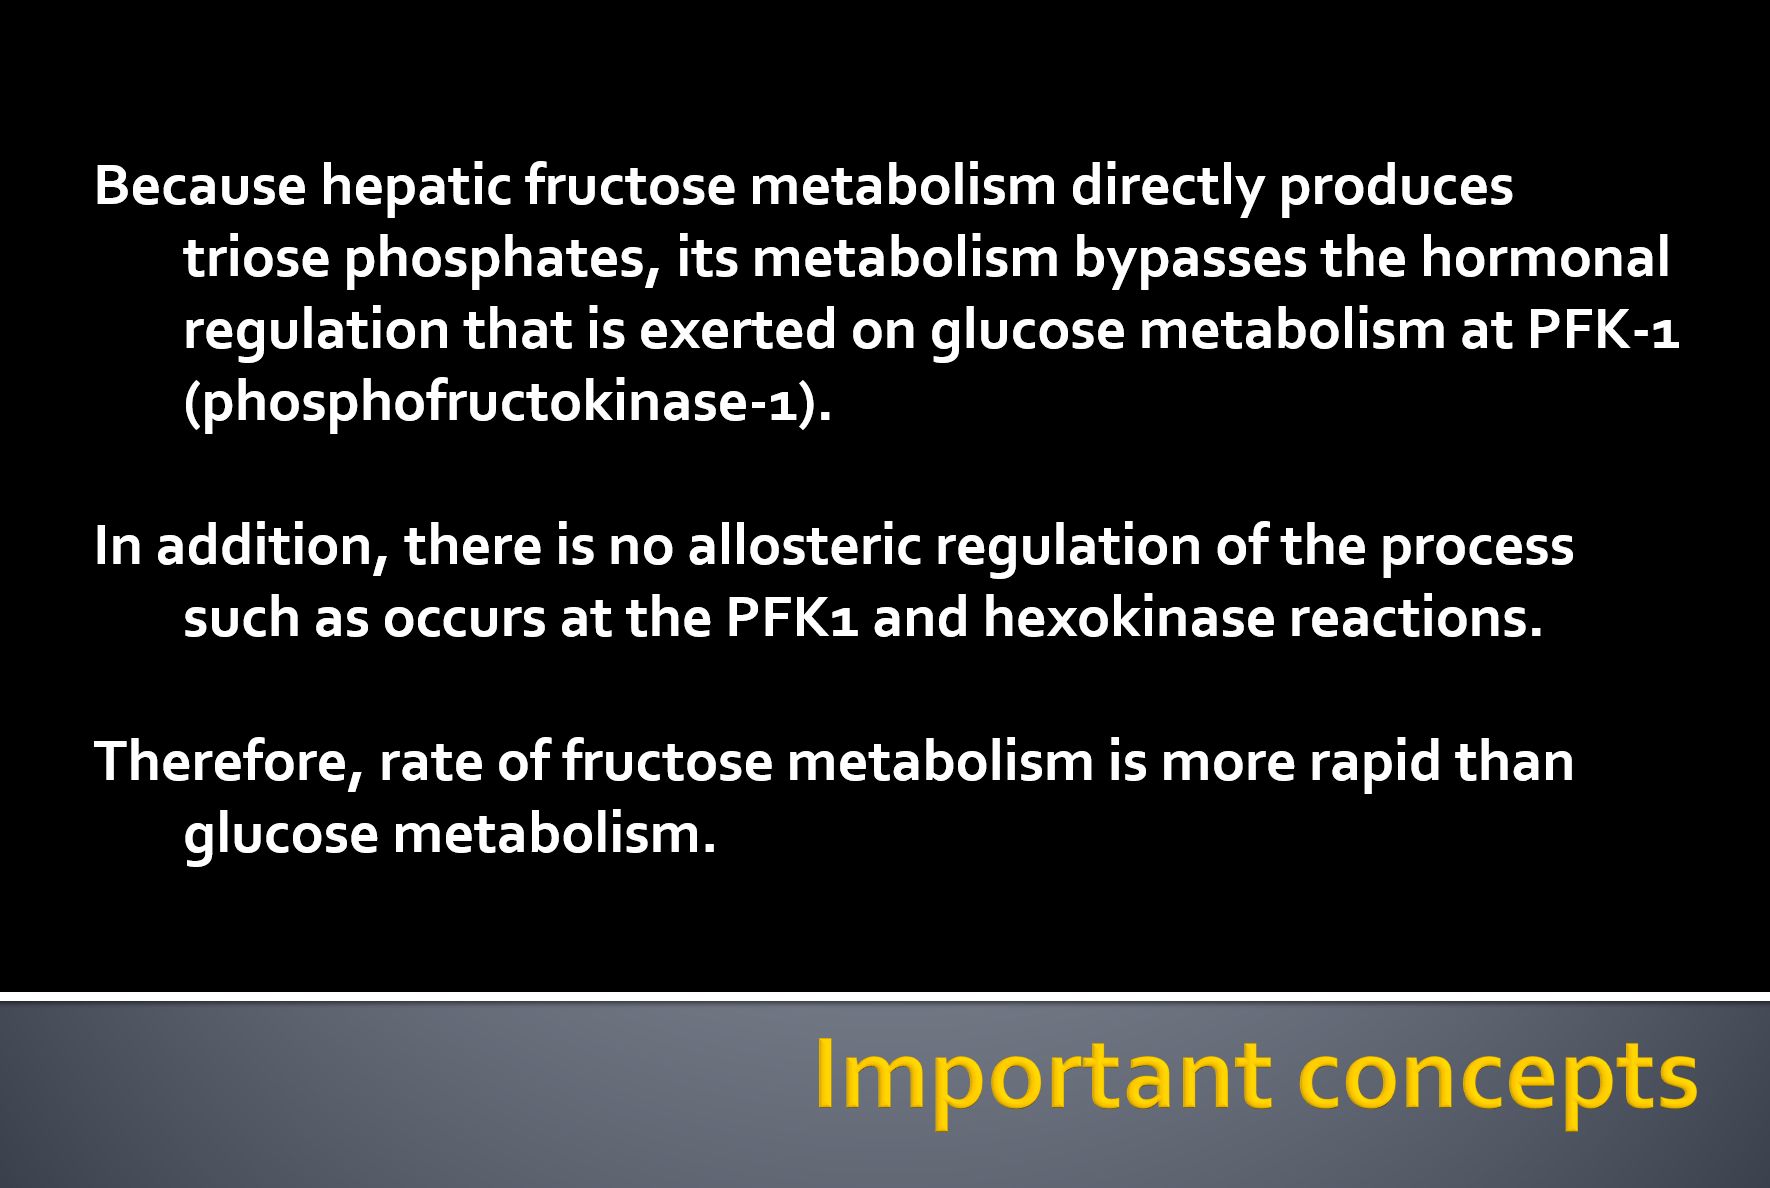 Because hepatic fructose metabolism directly produces
triose phosphates, its metabolism bypasses the hormonal
regulation that is exerted on glucose metabolism at PFK-1
(phosphofructokinase-1).
In addition, there is no allosteric regulation of the process
such as occurs at the PFK1 and hexokinase reactions.
Therefore, rate of fructose metabolism is more rapid than
glucose metabolism.
Important concepts